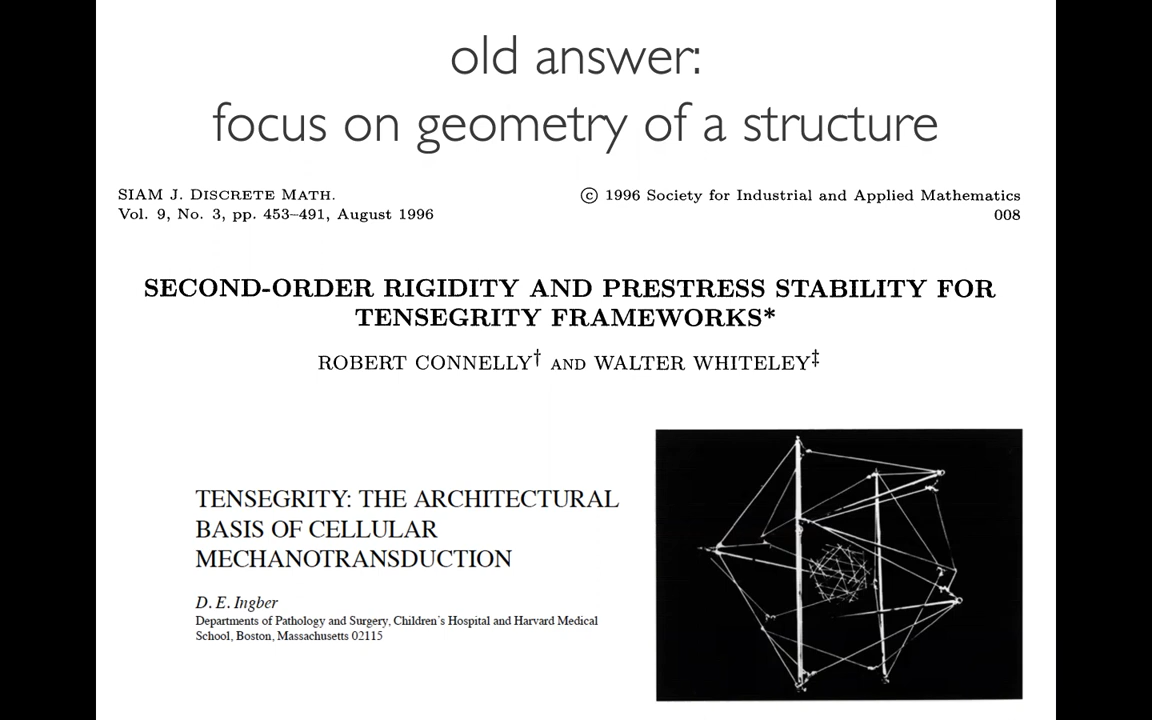 old answer:
focus on geometry of a structure
SIAM J. DISCRETE MATH.
Vol. 9, No. 3, pp. 453–491, August 1996
© 1996 Society for Industrial and Applied Mathematics
008
SECOND-ORDER RIGIDITY AND PRESTRESS STABILITY FOR
TENSEGRITY FRAMEWORKS*
ROBERT CONNELLY† AND WALTER WHITELEY‡
TENSEGRITY: THE ARCHITECTURAL
BASIS OF CELLULAR
MECHANOTRANSDUCTION
D. E. Ingber
Departments of Pathology and Surgery, Children's Hospital and Harvard Medical
School, Boston, Massachusetts 02115